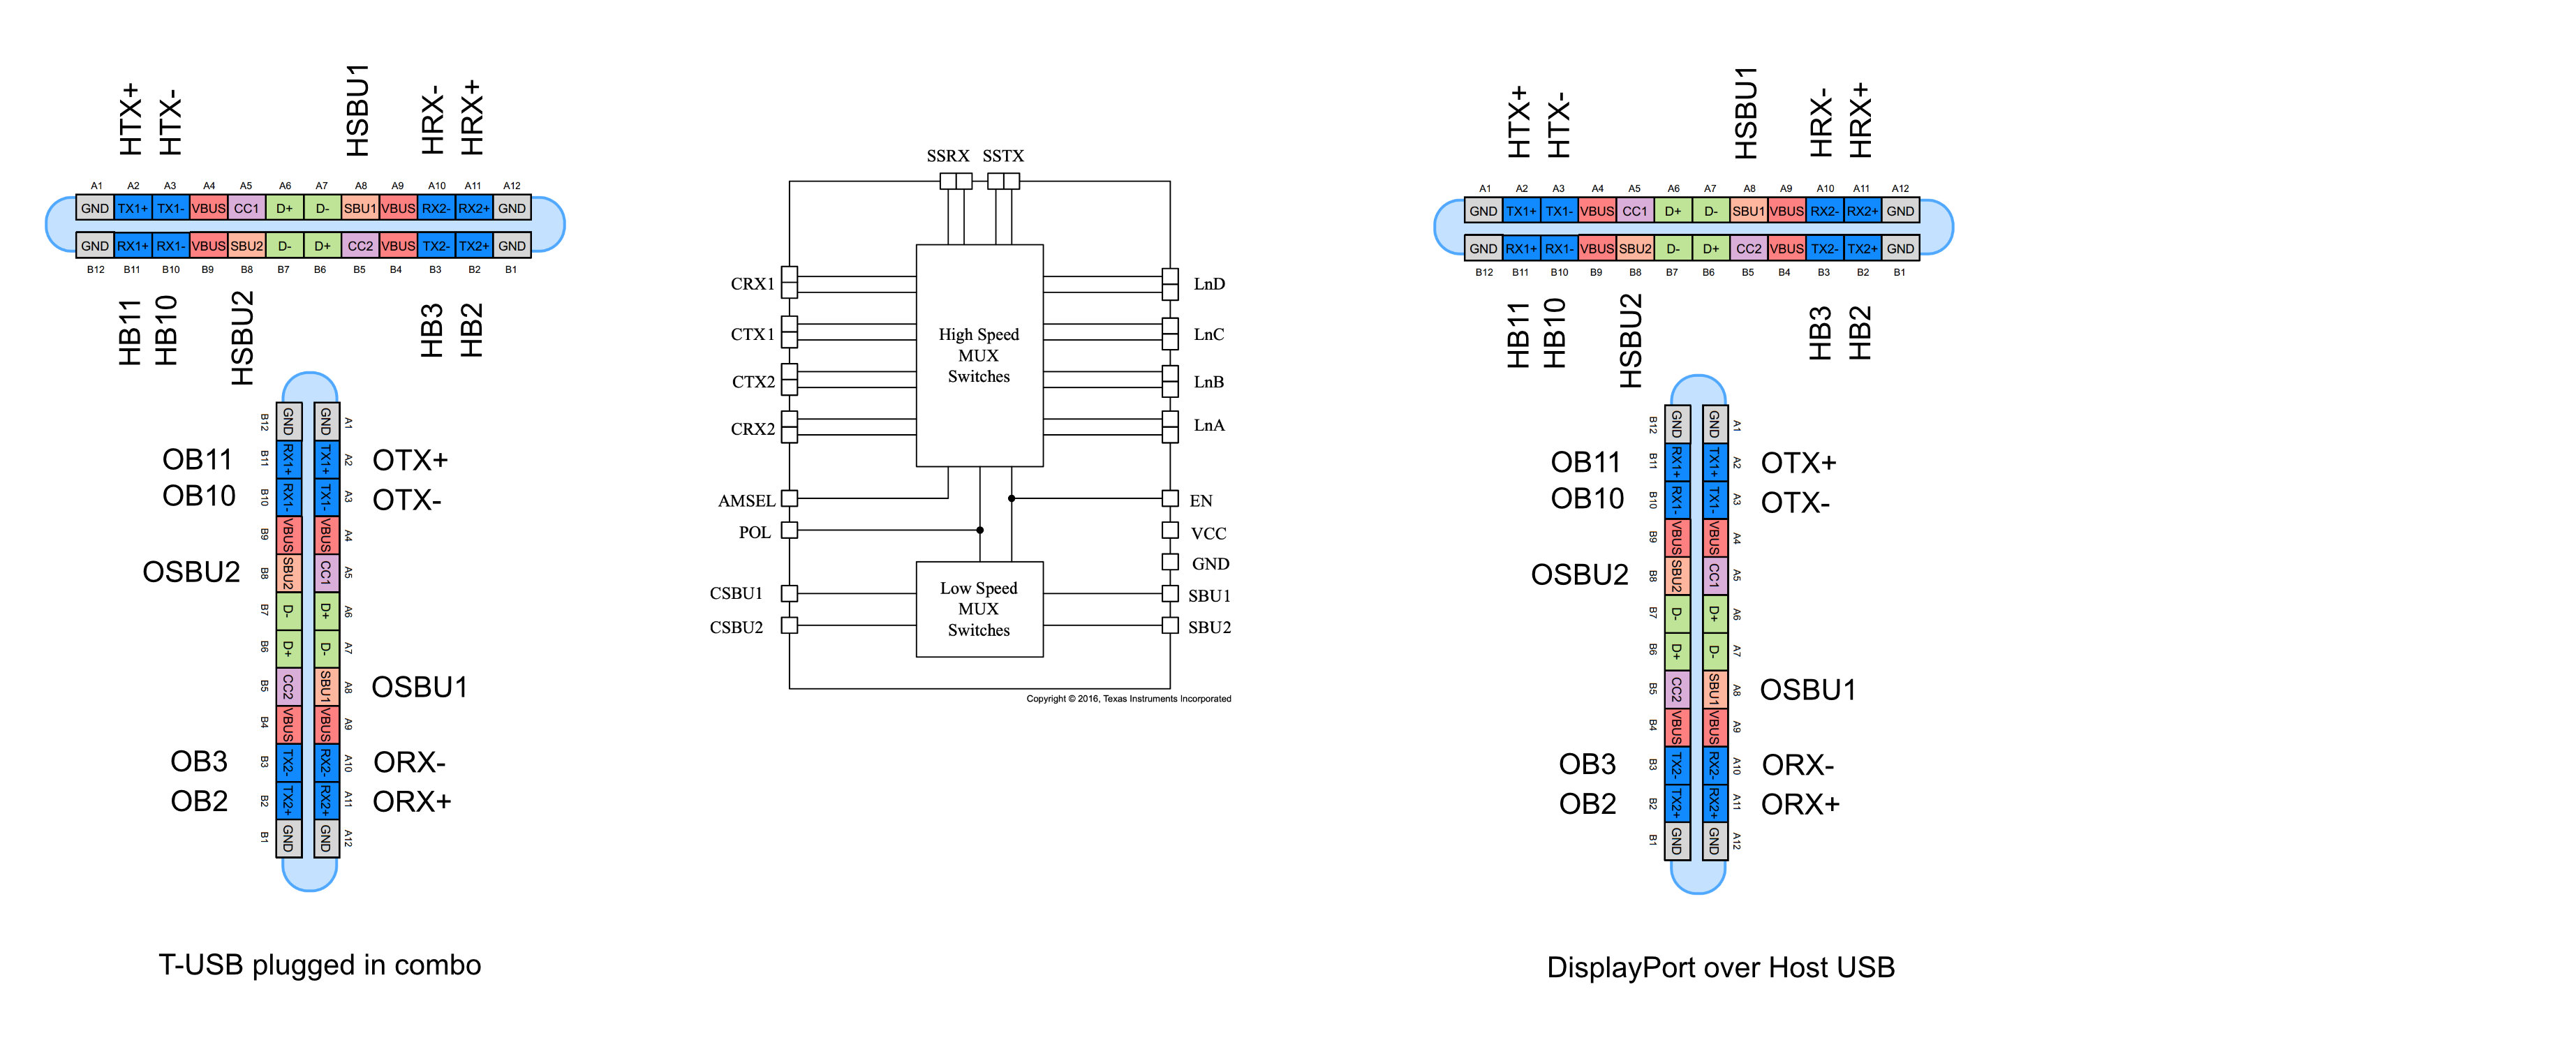 HTX+
HTX-
HSBU1
HRX-
HRX+
A1 A2 A3 A4 A5 A6 A7 A8 A9 A10 A11 A12
GND TX1+ TX1- VBUS CC1 D+ D- SBU1 VBUS RX2- RX2+ GND
GND RX1+ RX1- VBUS SBU2 D- D+ CC2 VBUS TX2- TX2+ GND
B12 B11 B10 B9 B8 B7 B6 B5 B4 B3 B2 B1
HB11
HB10
HSBU2
HB3
HB2
B12 GND GND A1
OB11 B11 RX1+ TX1+ A2 OTX+
OB10 B10 RX1- TX1- A3 OTX-
B9 VBUS VBUS A4
OSBU2 B8 SBU2 CC1 A5
B7 D- D+ A6
B6 D+ D- A7
B5 CC2 SBU1 A8 OSBU1
B4 VBUS VBUS A9
OB3 B3 TX2- RX2- A10 ORX-
OB2 B2 TX2+ RX2+ A11 ORX+
B1 GND GND A12
T-USB plugged in combo
SSRX SSTX
CRX1
CTX1
CTX2
CRX2
High Speed
MUX
Switches
LnD
LnC
LnB
LnA
AMSEL
POL
EN
VCC
GND
CSBU1
CSBU2
Low Speed
MUX
Switches
SBU1
SBU2
Copyright © 2016, Texas Instruments Incorporated
HTX+
HTX-
HSBU1
HRX-
HRX+
A1 A2 A3 A4 A5 A6 A7 A8 A9 A10 A11 A12
GND TX1+ TX1- VBUS CC1 D+ D- SBU1 VBUS RX2- RX2+ GND
GND RX1+ RX1- VBUS SBU2 D- D+ CC2 VBUS TX2- TX2+ GND
B12 B11 B10 B9 B8 B7 B6 B5 B4 B3 B2 B1
HB11
HB10
HSBU2
HB3
HB2
B12 GND GND A1
OB11 B11 RX1+ TX1+ A2 OTX+
OB10 B10 RX1- TX1- A3 OTX-
B9 VBUS VBUS A4
OSBU2 B8 SBU2 CC1 A5
B7 D- D+ A6
B6 D+ D- A7
B5 CC2 SBU1 A8 OSBU1
B4 VBUS VBUS A9
OB3 B3 TX2- RX2- A10 ORX-
OB2 B2 TX2+ RX2+ A11 ORX+
B1 GND GND A12
DisplayPort over Host USB